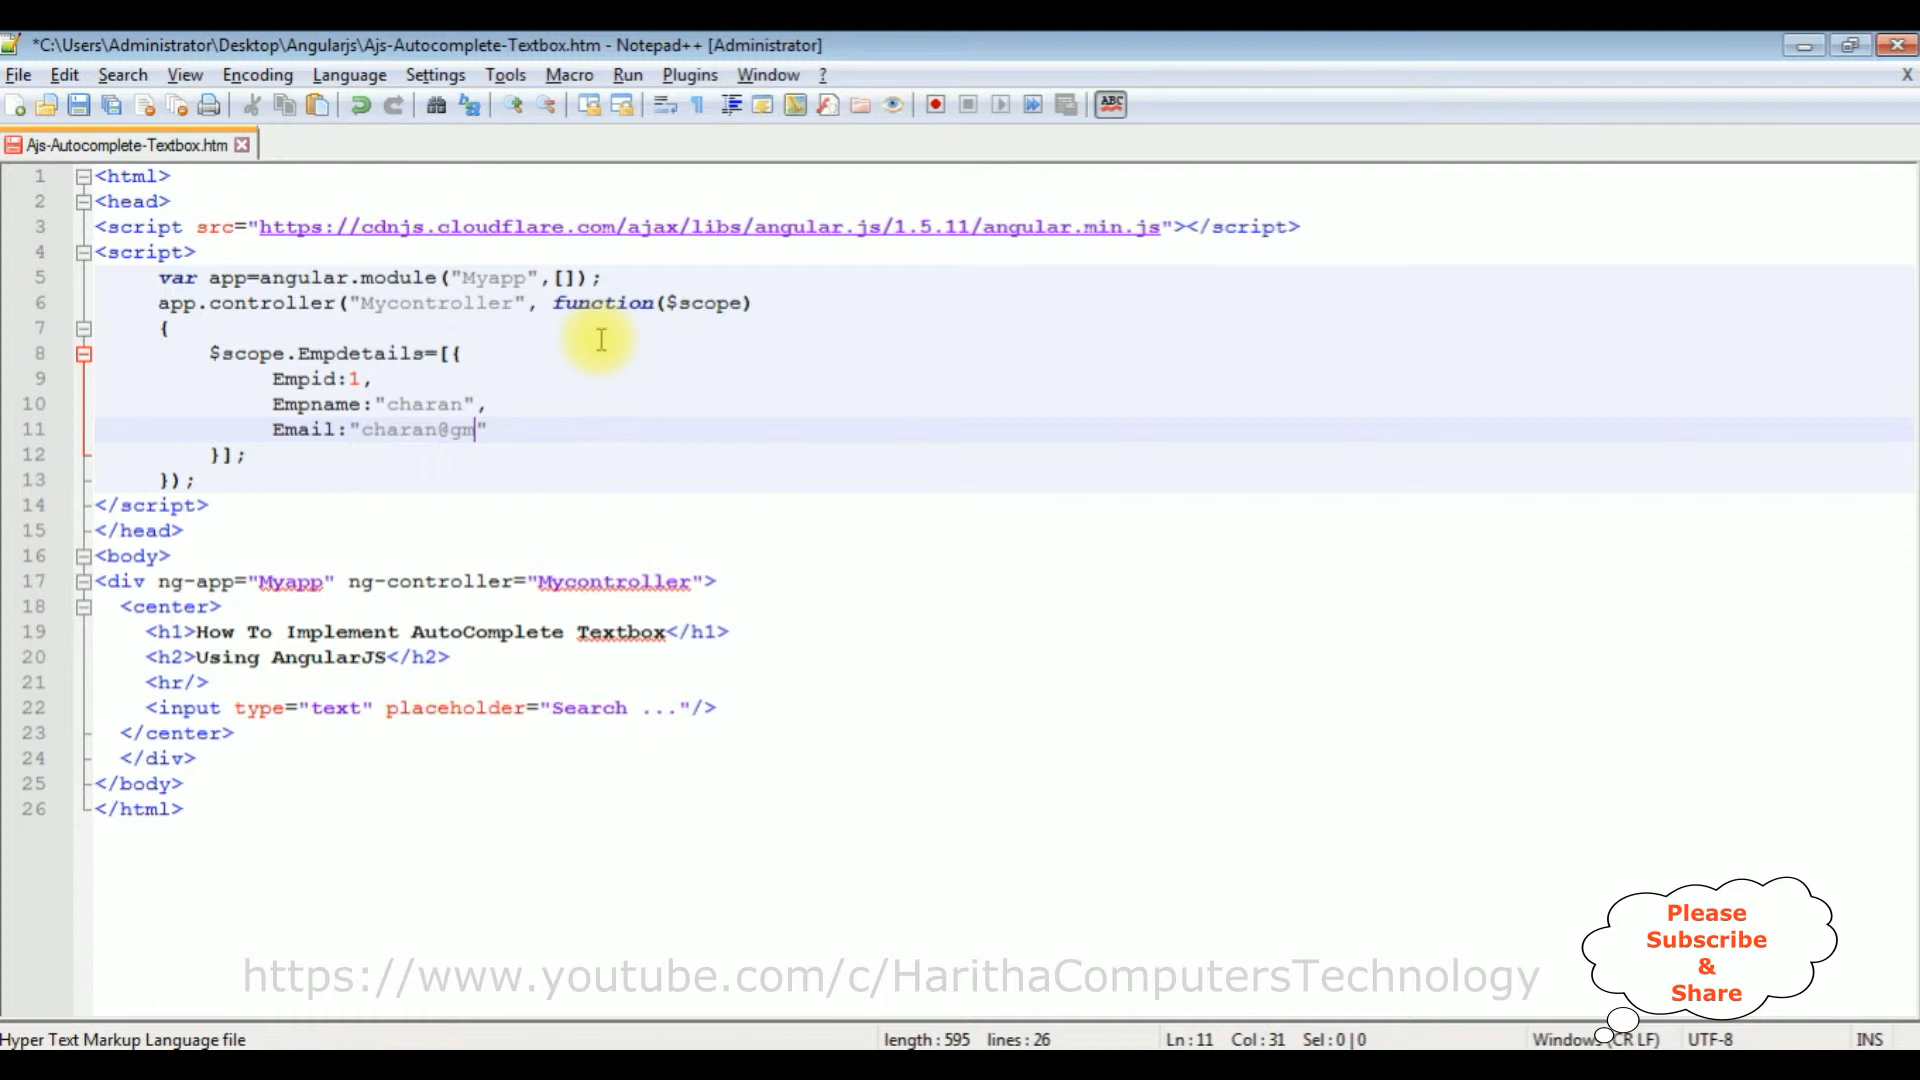 *C:\Users\Administrator\Desktop\Angularjs\Ajs-Autocomplete-Textbox.htm - Notepad++ [Administrator]
File Edit Search View Encoding Language Settings Tools Macro Run Plugins Window ? X
ABC
Ajs-Autocomplete-Textbox.htm
1 <html>
2 <head>
3 <script src="https://cdnjs.cloudflare.com/ajax/libs/angular.js/1.5.11/angular.min.js"></script>
4 <script>
5 var app=angular.module("Myapp",[]);
6 app.controller("Mycontroller", function($scope)
7 {
8 $scope.Empdetails=[{
9 Empid:1,
10 Empname:"charan",
11 Email:"charan@gm"
12 }];
13 });
14 </script>
15 </head>
16 <body>
17 <div ng-app="Myapp" ng-controller="Mycontroller">
18 <center>
19 <h1>How To Implement AutoComplete Textbox</h1>
20 <h2>Using AngularJS</h2>
21 <hr/>
22 <input type="text" placeholder="Search ..."/>
23 </center>
24 </div>
25 </body>
26 </html>
Please
Subscribe
&
Share
https://www.youtube.com/c/HarithaComputersTechnology
Hyper Text Markup Language file length : 595 lines : 26 Ln : 11 Col : 31 Sel : 0 | 0 Windows (CR LF) UTF-8 INS